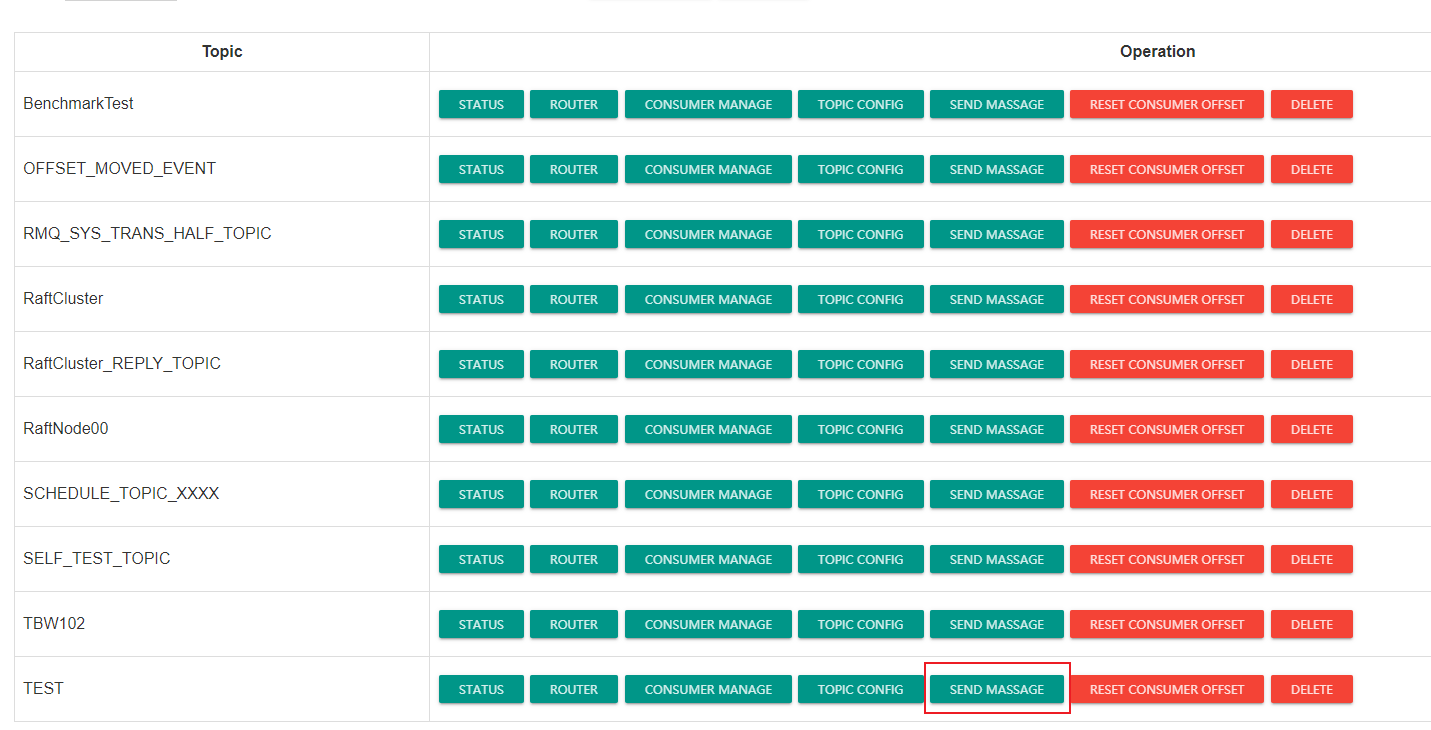 Topic Operation
BenchmarkTest STATUS ROUTER CONSUMER MANAGE TOPIC CONFIG SEND MASSAGE RESET CONSUMER OFFSET DELETE
OFFSET_MOVED_EVENT STATUS ROUTER CONSUMER MANAGE TOPIC CONFIG SEND MASSAGE RESET CONSUMER OFFSET DELETE
RMQ_SYS_TRANS_HALF_TOPIC STATUS ROUTER CONSUMER MANAGE TOPIC CONFIG SEND MASSAGE RESET CONSUMER OFFSET DELETE
RaftCluster STATUS ROUTER CONSUMER MANAGE TOPIC CONFIG SEND MASSAGE RESET CONSUMER OFFSET DELETE
RaftCluster_REPLY_TOPIC STATUS ROUTER CONSUMER MANAGE TOPIC CONFIG SEND MASSAGE RESET CONSUMER OFFSET DELETE
RaftNode00 STATUS ROUTER CONSUMER MANAGE TOPIC CONFIG SEND MASSAGE RESET CONSUMER OFFSET DELETE
SCHEDULE_TOPIC_XXXX STATUS ROUTER CONSUMER MANAGE TOPIC CONFIG SEND MASSAGE RESET CONSUMER OFFSET DELETE
SELF_TEST_TOPIC STATUS ROUTER CONSUMER MANAGE TOPIC CONFIG SEND MASSAGE RESET CONSUMER OFFSET DELETE
TBW102 STATUS ROUTER CONSUMER MANAGE TOPIC CONFIG SEND MASSAGE RESET CONSUMER OFFSET DELETE
TEST STATUS ROUTER CONSUMER MANAGE TOPIC CONFIG SEND MASSAGE RESET CONSUMER OFFSET DELETE